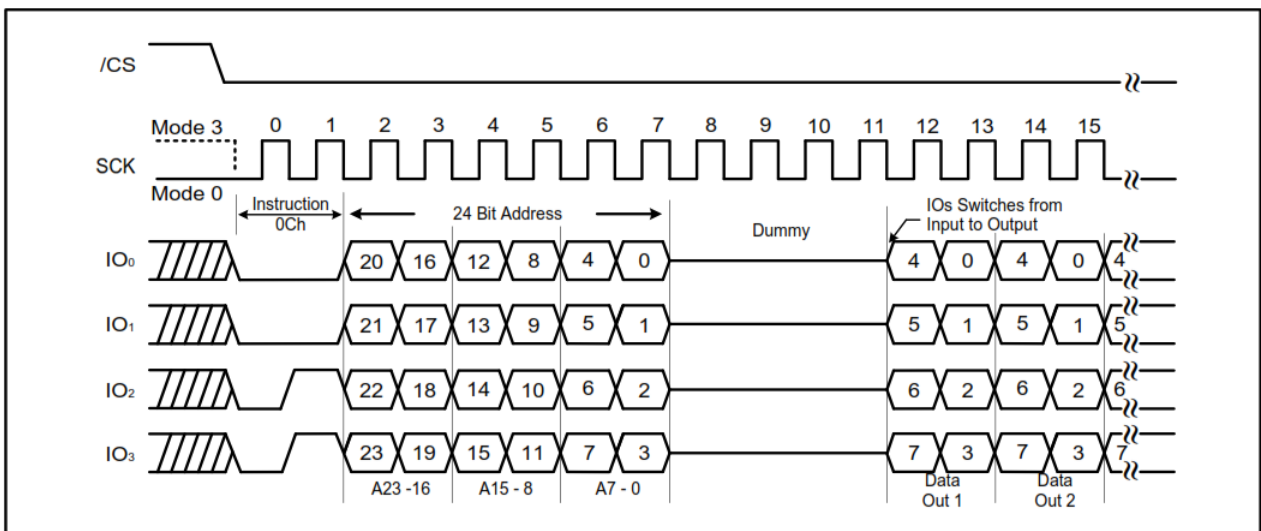 /CS
Mode 3 0 1 2 3 4 5 6 7 8 9 10 11 12 13 14 15
SCK
Mode 0
Instruction
0Ch
24 Bit Address
Dummy
IOs Switches from
Input to Output
IO₀ 20 16 12 8 4 0 4 0 4 0 4
IO₁ 21 17 13 9 5 1 5 1 5 1 5
IO₂ 22 18 14 10 6 2 6 2 6 2 6
IO₃ 23 19 15 11 7 3 7 3 7 3 7
A23 -16 A15 - 8 A7 - 0
Data
Out 1
Data
Out 2